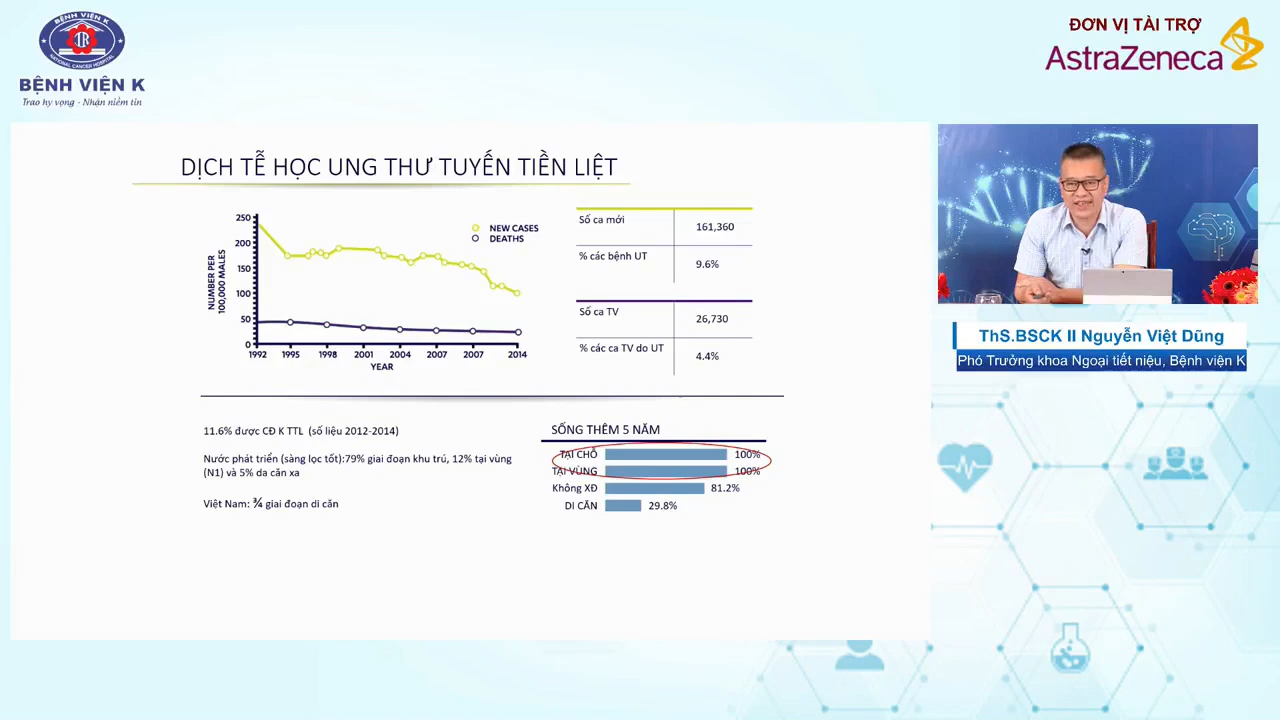 BỆNH VIỆN K
NATIONAL CANCER HOSPITAL
BỆNH VIỆN K
Trao hy vọng - Nhận niềm tin
ĐƠN VỊ TÀI TRỢ
AstraZeneca
DỊCH TỄ HỌC UNG THƯ TUYẾN TIỀN LIỆT
250
200
150
100
50
0
NUMBER PER
100,000 MALES
NEW CASES
DEATHS
1992 1995 1998 2001 2004 2007 2007 2014
YEAR
Số ca mới 161,360
% các bệnh UT 9.6%
Số ca TV 26,730
% các ca TV do UT 4.4%
11.6% được CĐ K TTL (số liệu 2012-2014)
Nước phát triển (sàng lọc tốt):79% giai đoạn khu trú, 12% tại vùng
(N1) và 5% da căn xa
Việt Nam: ¾ giai đoạn di căn
SỐNG THÊM 5 NĂM
TẠI CHỖ 100%
TẠI VÙNG 100%
Không XĐ 81.2%
DI CĂN 29.8%
ThS.BSCK II Nguyễn Việt Dũng
Phó Trưởng khoa Ngoại tiết niệu, Bệnh viện K